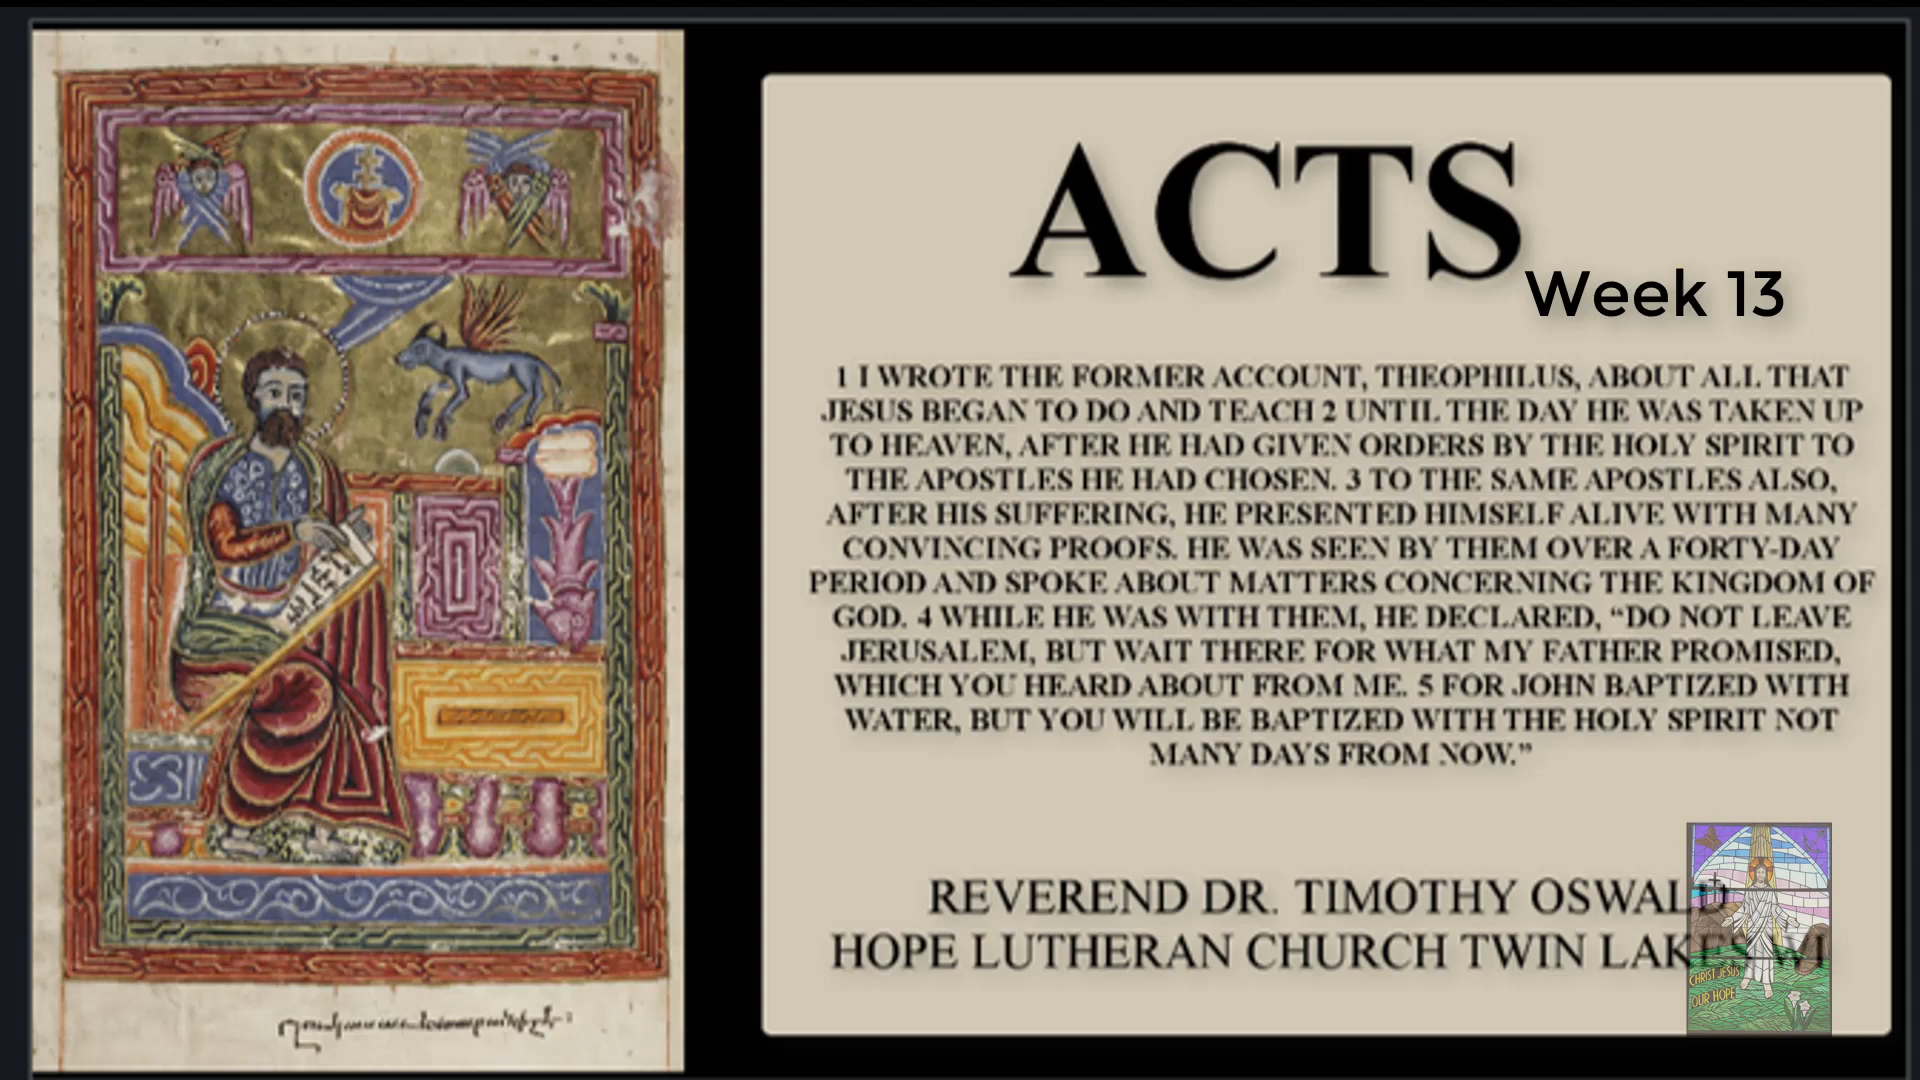 ACTS
Week 13
1 I WROTE THE FORMER ACCOUNT, THEOPHILUS, ABOUT ALL THAT
JESUS BEGAN TO DO AND TEACH 2 UNTIL THE DAY HE WAS TAKEN UP
TO HEAVEN, AFTER HE HAD GIVEN ORDERS BY THE HOLY SPIRIT TO
THE APOSTLES HE HAD CHOSEN. 3 TO THE SAME APOSTLES ALSO,
AFTER HIS SUFFERING, HE PRESENTED HIMSELF ALIVE WITH MANY
CONVINCING PROOFS. HE WAS SEEN BY THEM OVER A FORTY-DAY
PERIOD AND SPOKE ABOUT MATTERS CONCERNING THE KINGDOM OF
GOD. 4 WHILE HE WAS WITH THEM, HE DECLARED, “DO NOT LEAVE
JERUSALEM, BUT WAIT THERE FOR WHAT MY FATHER PROMISED,
WHICH YOU HEARD ABOUT FROM ME. 5 FOR JOHN BAPTIZED WITH
WATER, BUT YOU WILL BE BAPTIZED WITH THE HOLY SPIRIT NOT
MANY DAYS FROM NOW.”
REVEREND DR. TIMOTHY OSWALD
HOPE LUTHERAN CHURCH TWIN LAKES, WI
CHRIST JESUS
OUR HOPE